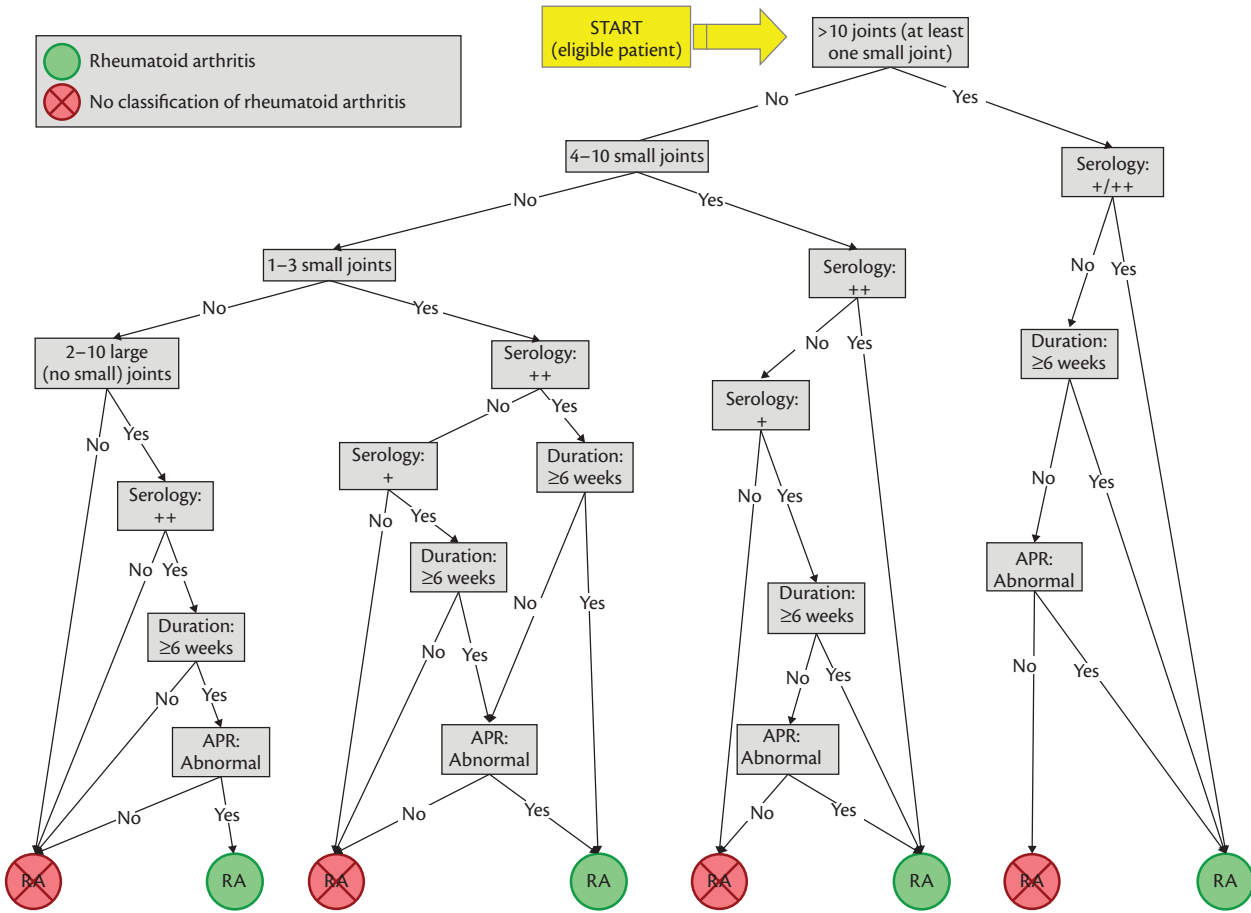 START
(eligible patient)
>10 joints (at least
one small joint)
Rheumatoid arthritis
No classification of rheumatoid arthritis
No
Yes
4–10 small joints
Serology:
+/++
No
Yes
1–3 small joints
Serology:
++
No
Yes
No
Yes
2–10 large
(no small) joints
Serology:
++
Duration:
≥6 weeks
No
Yes
Serology:
+
No
Yes
No
Yes
Serology:
+
Duration:
≥6 weeks
No
Yes
Serology:
++
No
Yes
No
Yes
Duration:
≥6 weeks
APR:
Abnormal
No
Yes
Duration:
≥6 weeks
No
Yes
Duration:
≥6 weeks
No
Yes
No
Yes
No
Yes
No
Yes
APR:
Abnormal
APR:
Abnormal
APR:
Abnormal
No
Yes
No
Yes
No
Yes
RA
RA
RA
RA
RA
RA
RA
RA